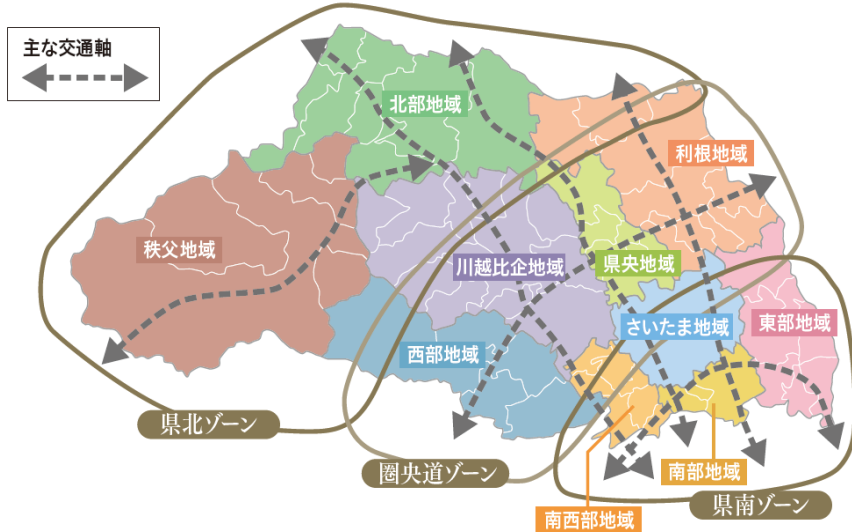 主な交通軸
北部地域
利根地域
秩父地域
川越比企地域
県央地域
さいたま地域
東部地域
西部地域
県北ゾーン
圏央道ゾーン
南部地域
県南ゾーン
南西部地域